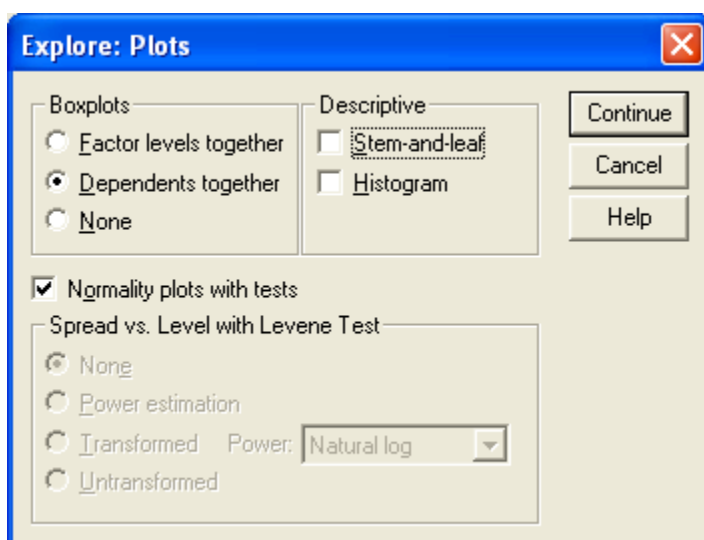 Explore: Plots
Boxplots
Factor levels together
Dependents together
None
Descriptive
Stem-and-leaf
Histogram
Continue
Cancel
Help
Normality plots with tests
Spread vs. Level with Levene Test
None
Power estimation
Transformed Power: Natural log
Untransformed